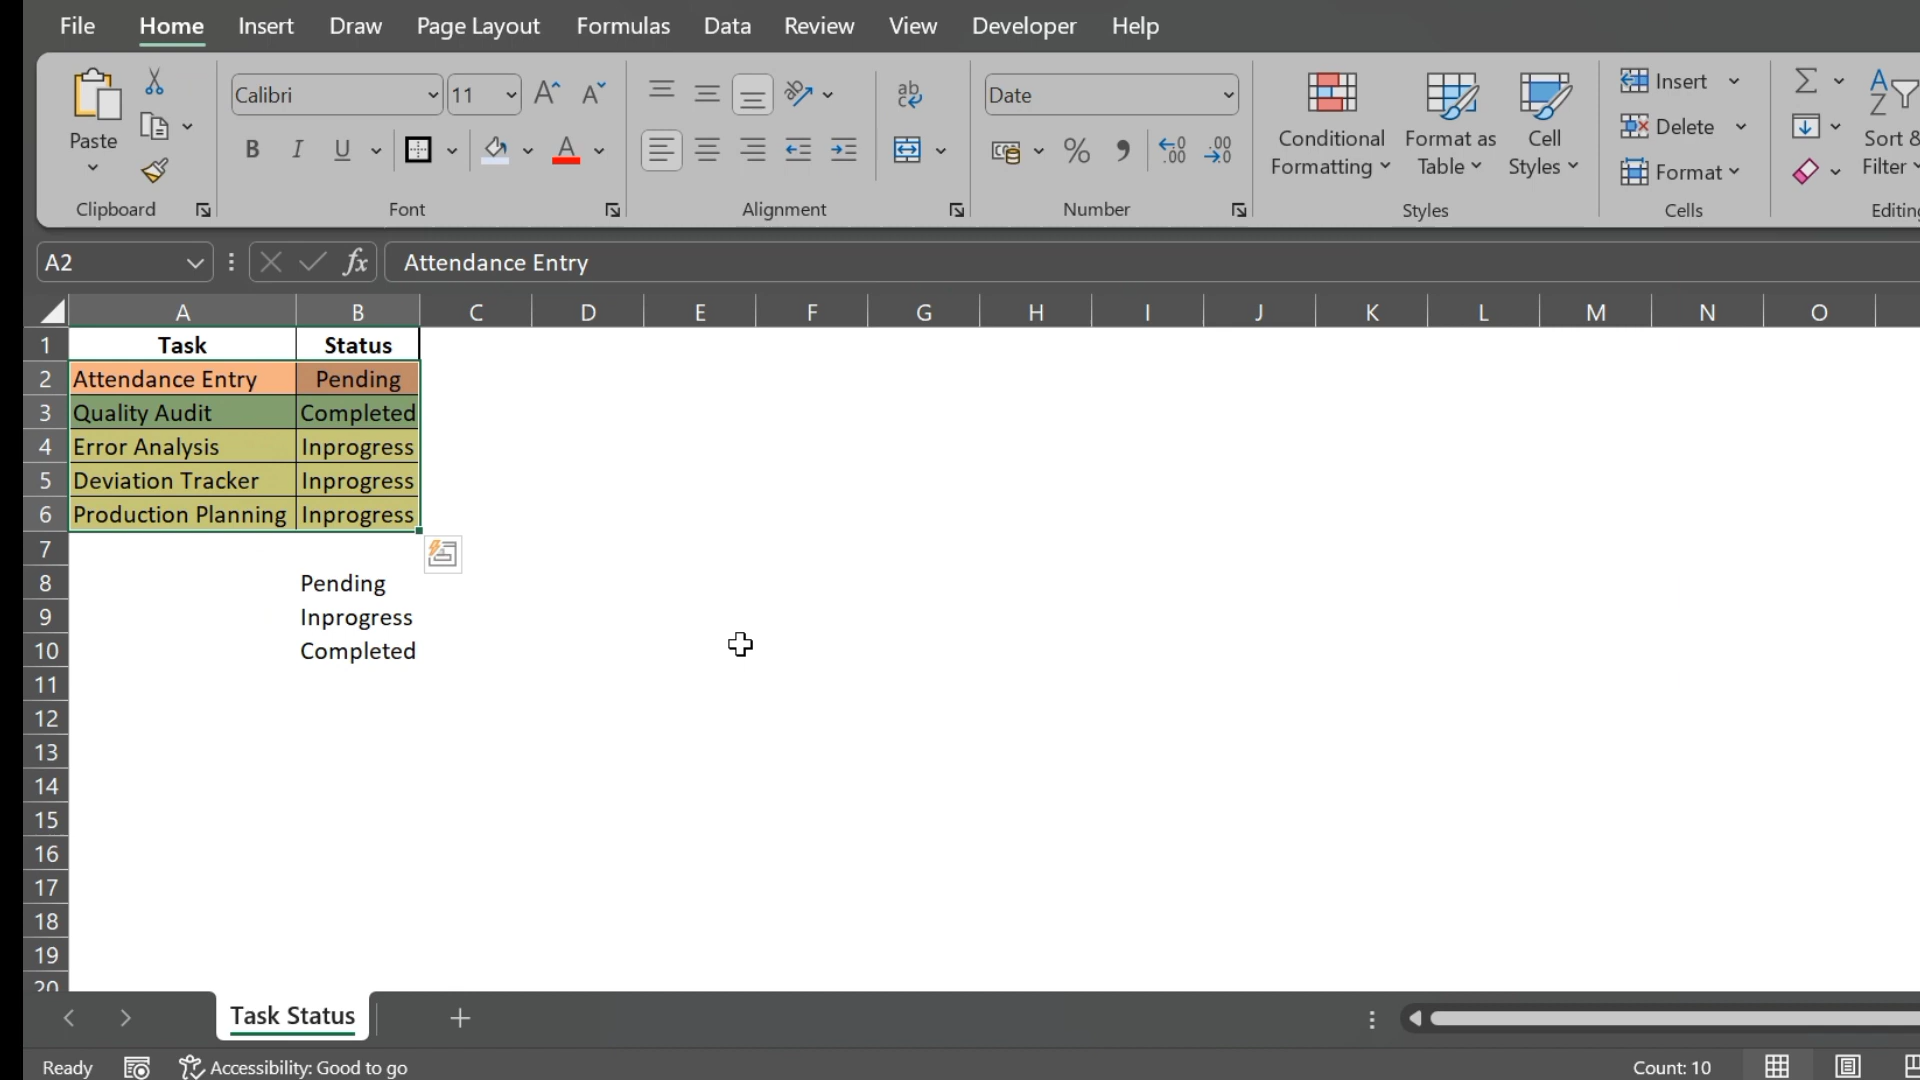 File Home Insert Draw Page Layout Formulas Data Review View Developer Help
Calibri 11 Date
Paste
Conditional Formatting
Format as Table
Cell Styles
Insert
Delete
Format
Sort &
Filter
Clipboard Font Alignment Number Styles Cells
A2 fx Attendance Entry
A B C D E F G H I J K L M N O
1 Task Status
2 Attendance Entry Pending
3 Quality Audit Completed
4 Error Analysis Inprogress
5 Deviation Tracker Inprogress
6 Production Planning Inprogress
7
8 Pending
9 Inprogress
10 Completed
11
12
13
14
15
16
17
18
19
20
Task Status
Ready Accessibility: Good to go Count: 10